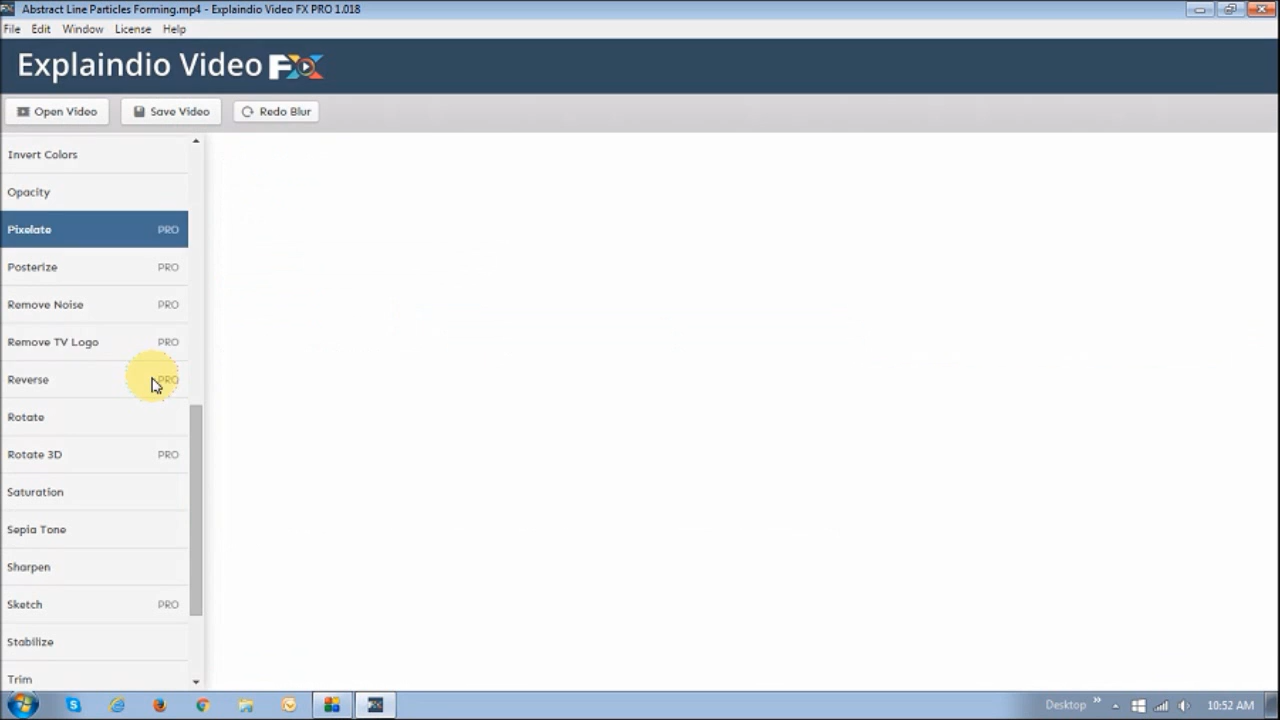 Abstract Line Particles Forming.mp4 - Explaindio Video FX PRO 1.018
File Edit Window License Help
Explaindio Video FX
Open Video Save Video Redo Blur
Invert Colors
Opacity
Pixelate PRO
Posterize PRO
Remove Noise PRO
Remove TV Logo PRO
Reverse PRO
Rotate
Rotate 3D PRO
Saturation
Sepia Tone
Sharpen
Sketch PRO
Stabilize
Trim
Desktop 10:52 AM